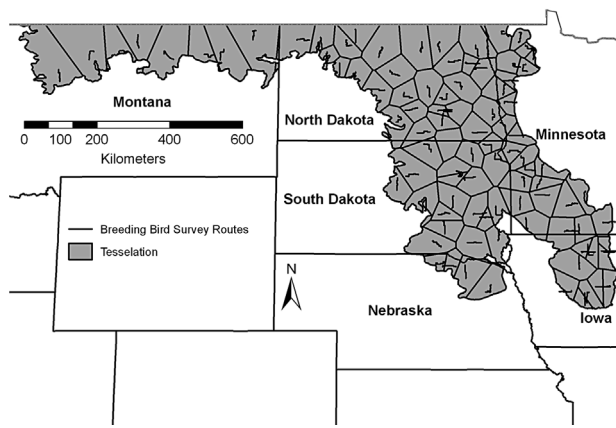 Montana
North Dakota
Minnesota
0 100 200 400 600
Kilometers
South Dakota
Breeding Bird Survey Routes
Tesselation
N
Nebraska
Iowa